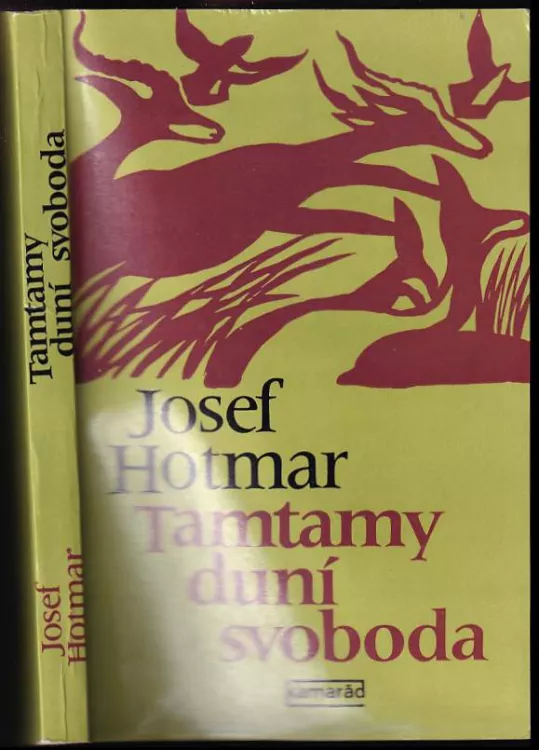 Tamtamy
duní svoboda
Josef
Hotmar
Josef
Hotmar
Tamtamy
duní
svoboda
kamarád